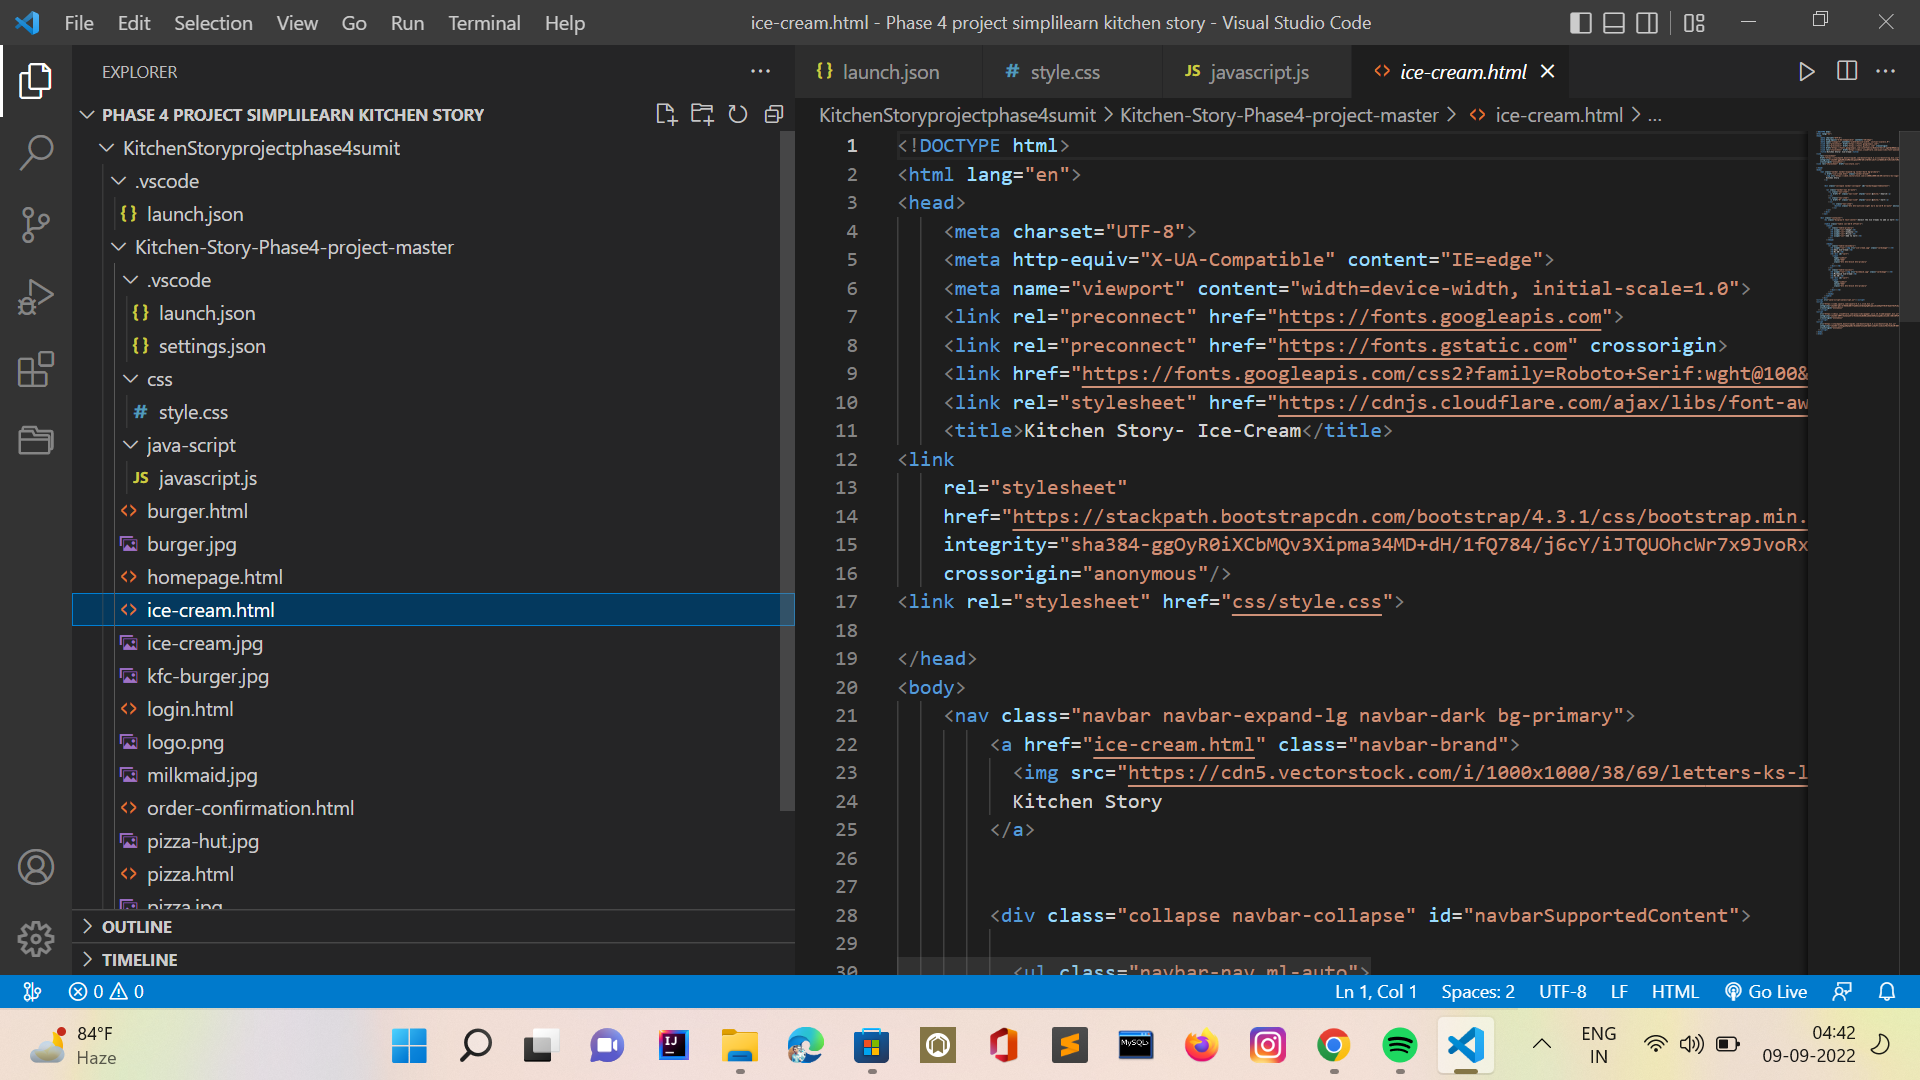 File Edit Selection View Go Run Terminal Help
ice-cream.html - Phase 4 project simplilearn kitchen story - Visual Studio Code
EXPLORER
PHASE 4 PROJECT SIMPLILEARN KITCHEN STORY
KitchenStoryprojectphase4sumit
.vscode
{} launch.json
Kitchen-Story-Phase4-project-master
.vscode
{} launch.json
{} settings.json
css
# style.css
java-script
JS javascript.js
<> burger.html
burger.jpg
<> homepage.html
<> ice-cream.html
ice-cream.jpg
kfc-burger.jpg
<> login.html
logo.png
milkmaid.jpg
<> order-confirmation.html
pizza-hut.jpg
<> pizza.html
pizza.jpg
OUTLINE
TIMELINE
{} launch.json # style.css JS javascript.js <> ice-cream.html
KitchenStoryprojectphase4sumit > Kitchen-Story-Phase4-project-master > <> ice-cream.html > ...
1 <!DOCTYPE html>
2 <html lang="en">
3 <head>
4 <meta charset="UTF-8">
5 <meta http-equiv="X-UA-Compatible" content="IE=edge">
6 <meta name="viewport" content="width=device-width, initial-scale=1.0">
7 <link rel="preconnect" href="https://fonts.googleapis.com">
8 <link rel="preconnect" href="https://fonts.gstatic.com" crossorigin>
9 <link href="https://fonts.googleapis.com/css2?family=Roboto+Serif:wght@100&
10 <link rel="stylesheet" href="https://cdnjs.cloudflare.com/ajax/libs/font-aw
11 <title>Kitchen Story- Ice-Cream</title>
12 <link
13 rel="stylesheet"
14 href="https://stackpath.bootstrapcdn.com/bootstrap/4.3.1/css/bootstrap.min.
15 integrity="sha384-ggOyR0iXCbMQv3Xipma34MD+dH/1fQ784/j6cY/iJTQUOhcWr7x9JvoRx
16 crossorigin="anonymous"/>
17 <link rel="stylesheet" href="css/style.css">
18
19 </head>
20 <body>
21 <nav class="navbar navbar-expand-lg navbar-dark bg-primary">
22 <a href="ice-cream.html" class="navbar-brand">
23 <img src="https://cdn5.vectorstock.com/i/1000x1000/38/69/letters-ks-l
24 Kitchen Story
25 </a>
26
27
28 <div class="collapse navbar-collapse" id="navbarSupportedContent">
29
30 <ul class="navbar-nav ml-auto">
0 0
Ln 1, Col 1 Spaces: 2 UTF-8 LF HTML Go Live
84°F
Haze
IJ
MySQL
ENG
IN
04:42
09-09-2022